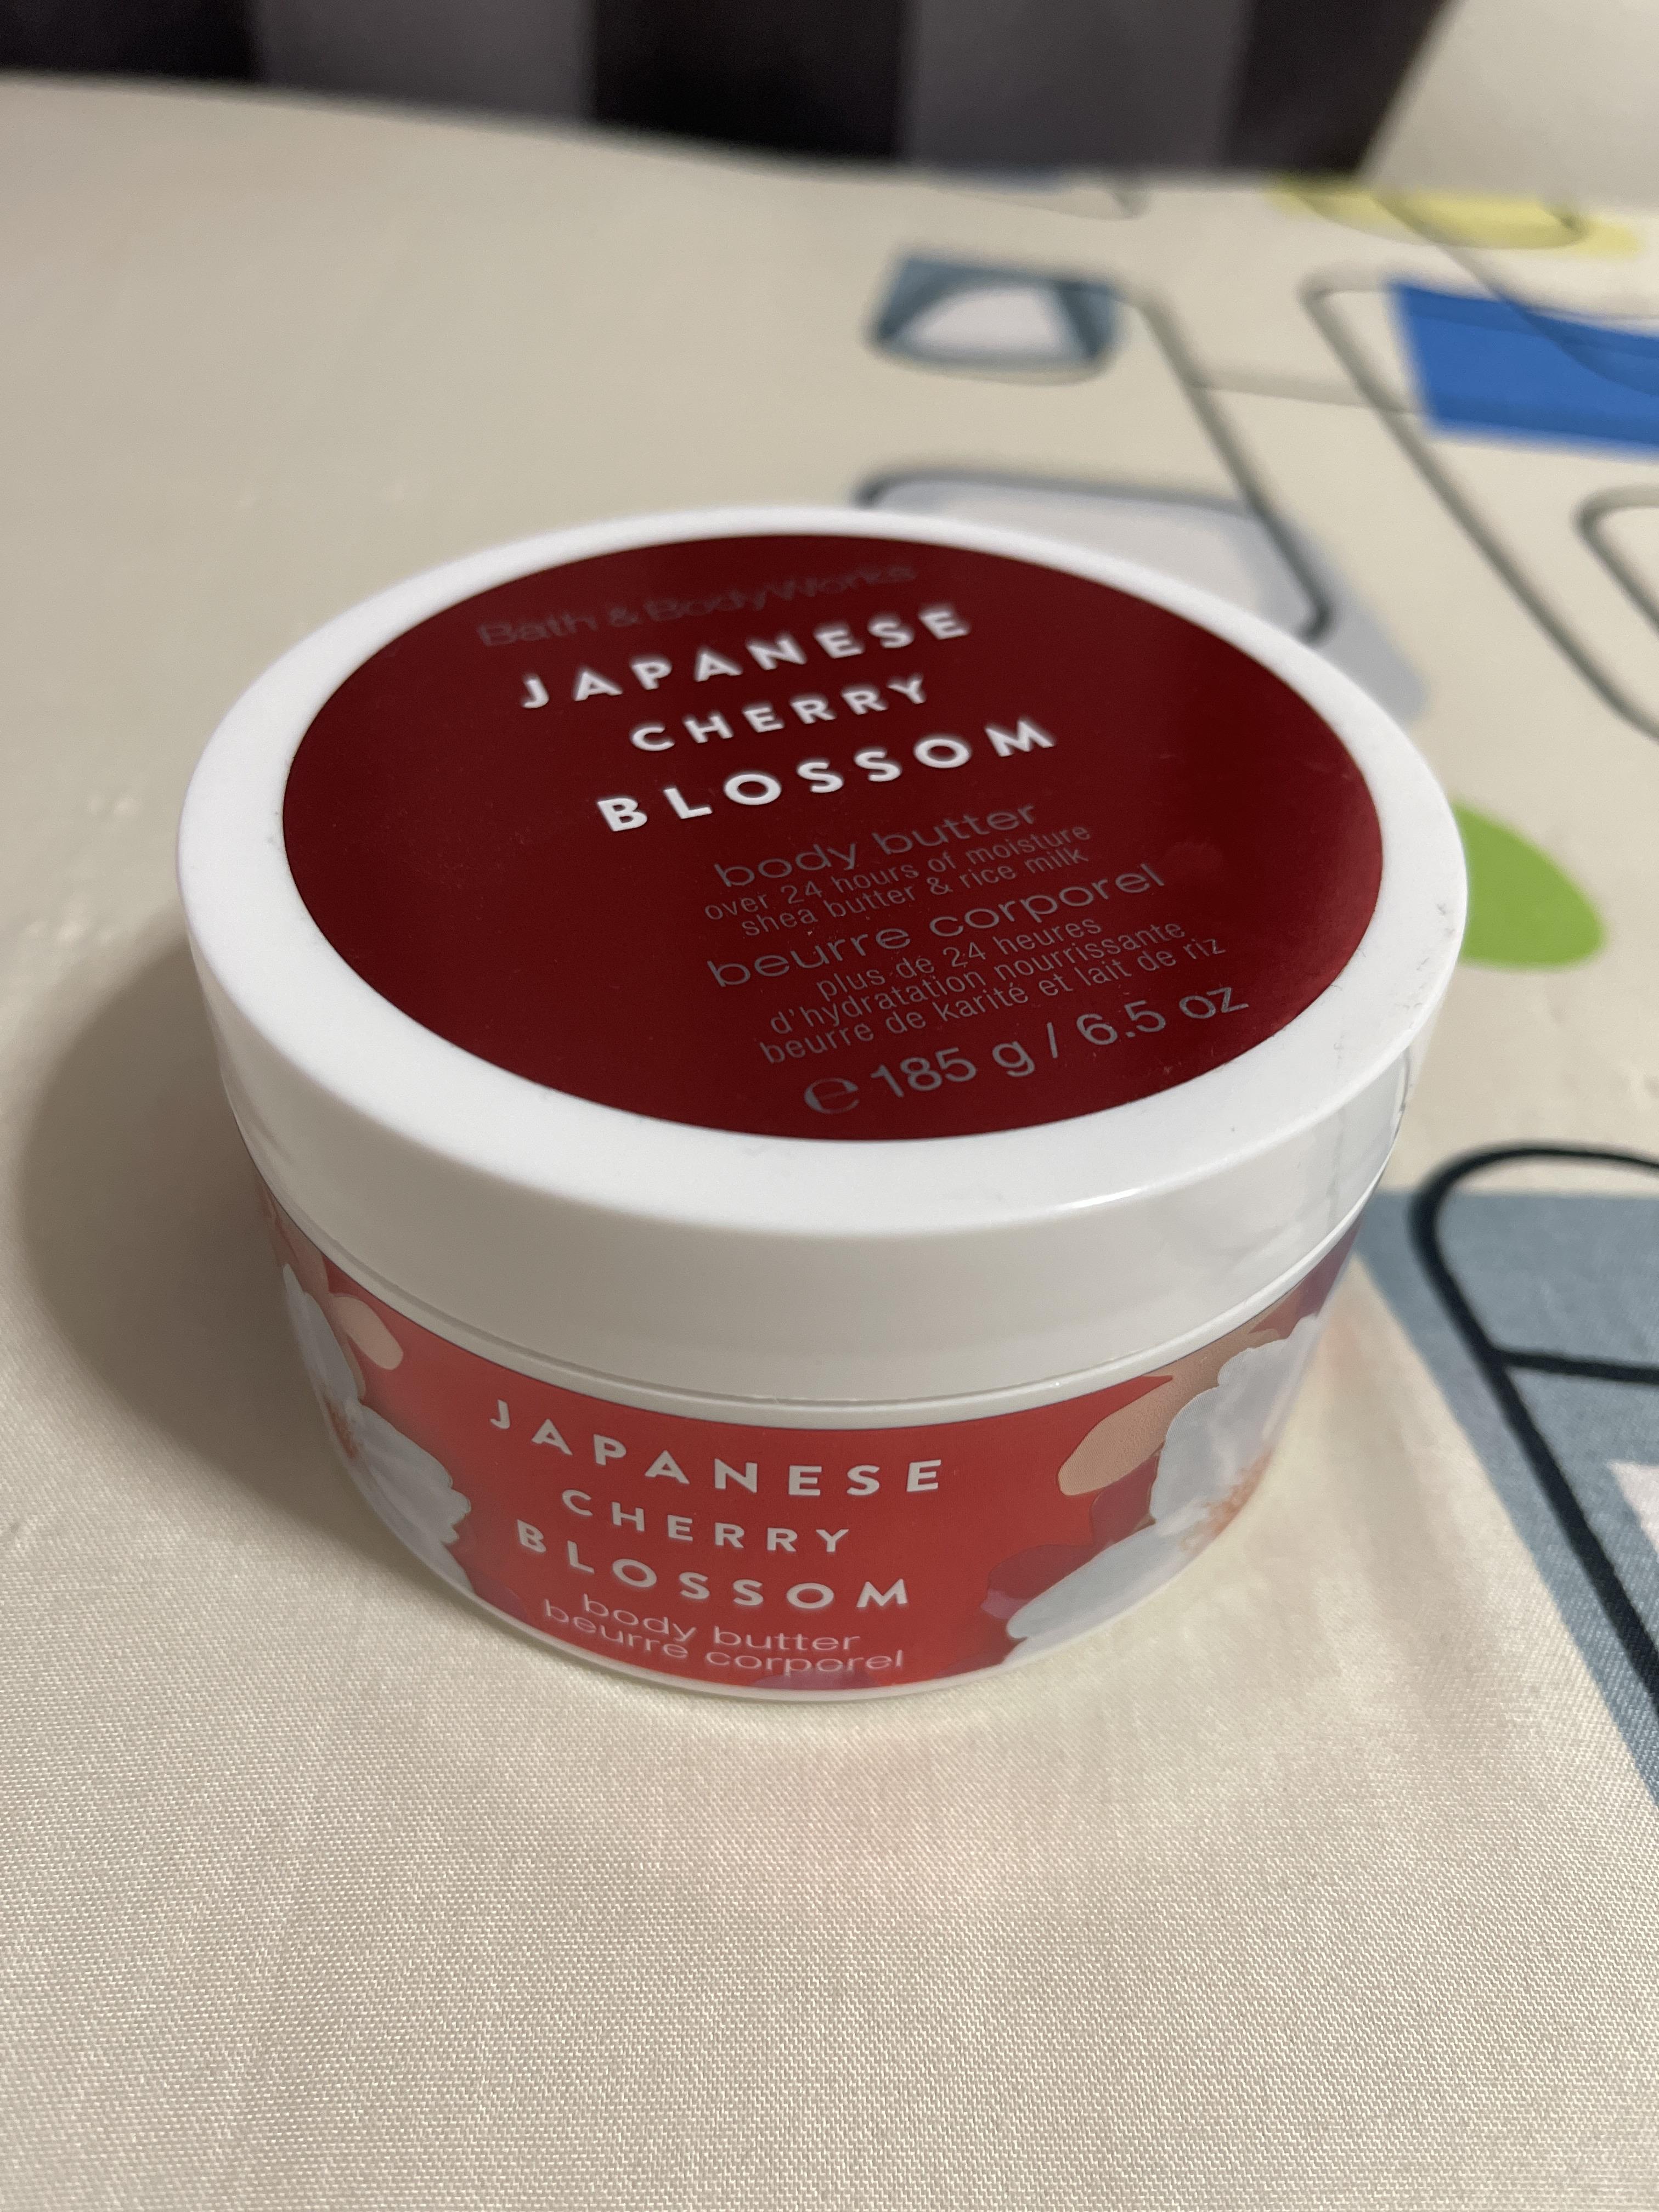 Bath & Body Works
JAPANESE
CHERRY
BLOSSOM
body butter
over 24 hours of moisture
shea butter & rice milk
beurre corporel
plus de 24 heures
d'hydratation nourrissante
beurre de karité et lait de riz
℮ 185 g / 6.5 oz
JAPANESE
CHERRY
BLOSSOM
body butter
beurre corporel